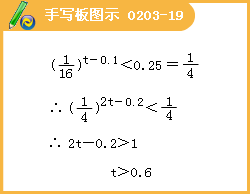 手写板图示 0203-19
(1/16)^{t-0.1}<0.25=1/4
∴ (1/4)^{2t-0.2}<1/4
∴ 2t-0.2>1
t>0.6